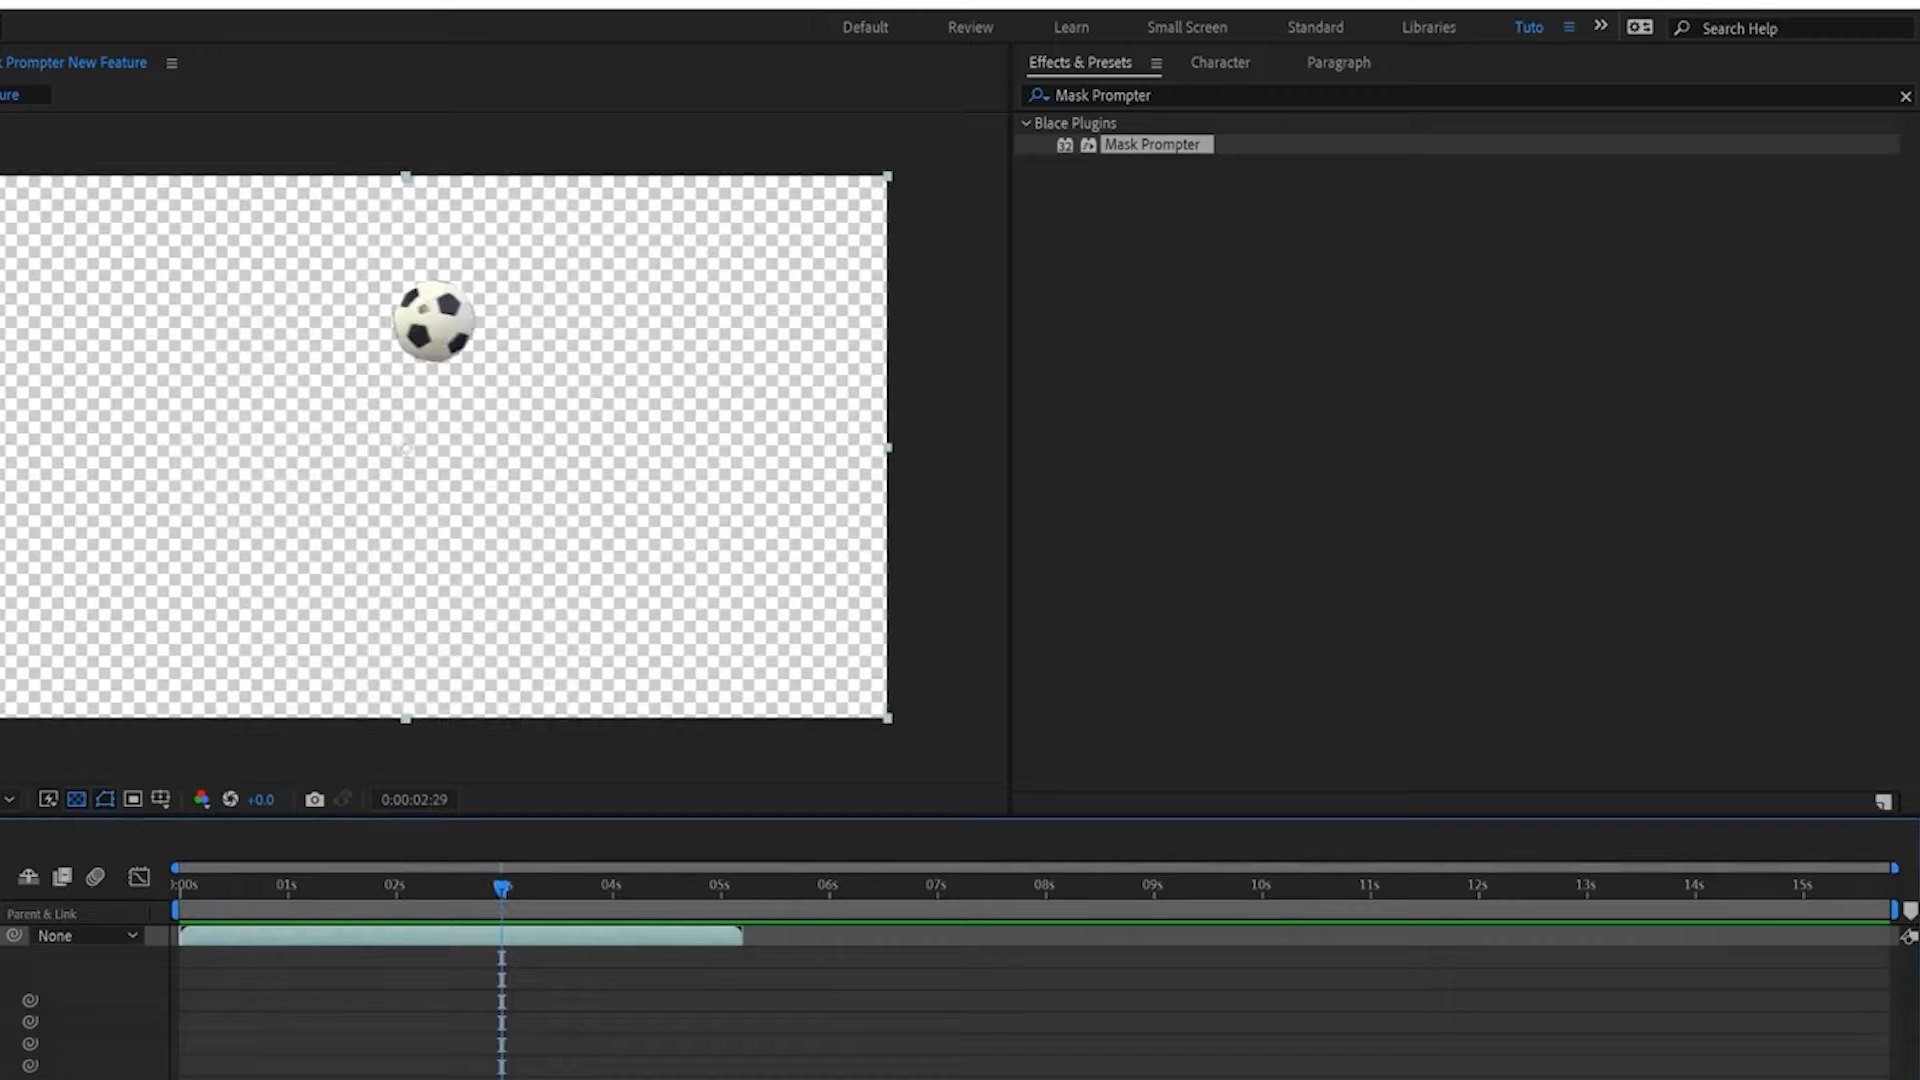 Default Review Learn Small Screen Standard Libraries Tuto Search Help
Prompter New Feature
Effects & Presets Character Paragraph
ure
Mask Prompter
Blace Plugins
32 Mask Prompter
+0.0 0:00:02:29
:00s 01s 02s 04s 05s 06s 07s 08s 09s 10s 11s 12s 13s 14s 15s
Parent & Link
None